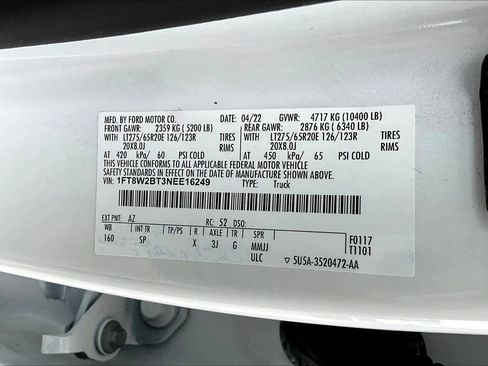 MFD. BY FORD MOTOR CO. 04/22 GVWR: 4717 KG (10400 LB)
FRONT GAWR: 2359 KG ( 5200 LB) REAR GAWR: 2876 KG ( 6340 LB)
WITH LT275/65R20E 126/123R TIRES WITH LT275/65R20E 126/123R TIRES
20X8.0J RIMS 20X8.0J RIMS
AT 420 kPa/ 60 PSI COLD AT 450 kPa/ 65 PSI COLD
THIS VEHICLE CONFORMS TO ALL APPLICABLE FEDERAL MOTOR VEHICLE
SAFETY STANDARDS IN EFFECT ON THE DATE OF MANUFACTURE SHOWN ABOVE.
VIN: 1FT8W2BT3NEE16249 TYPE: Truck
EXT PNT: AZ RC: 52 DSO:
WB INT TR TP/PS R AXLE TR SPR F0117
160 SP X 3J G MMJJ T1101
ULC 5U5A-3520472-AA